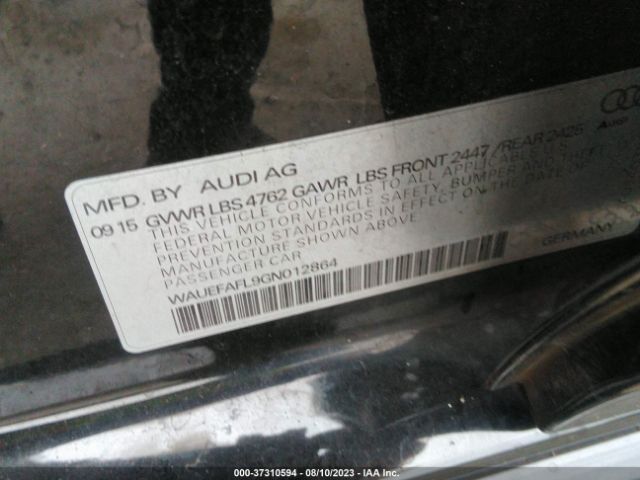 MFD. BY AUDI AG
09 15 GVWR LBS 4762 GAWR LBS FRONT 2447 / REAR 2425
THIS VEHICLE CONFORMS TO ALL APPLICABLE U.S.
FEDERAL MOTOR VEHICLE SAFETY, BUMPER AND THEFT
PREVENTION STANDARDS IN EFFECT ON THE DATE OF
MANUFACTURE SHOWN ABOVE
PASSENGER CAR
WAUEFAFL9GN012864
GERMANY
Audi
000-37310594 - 08/10/2023 - IAA Inc.